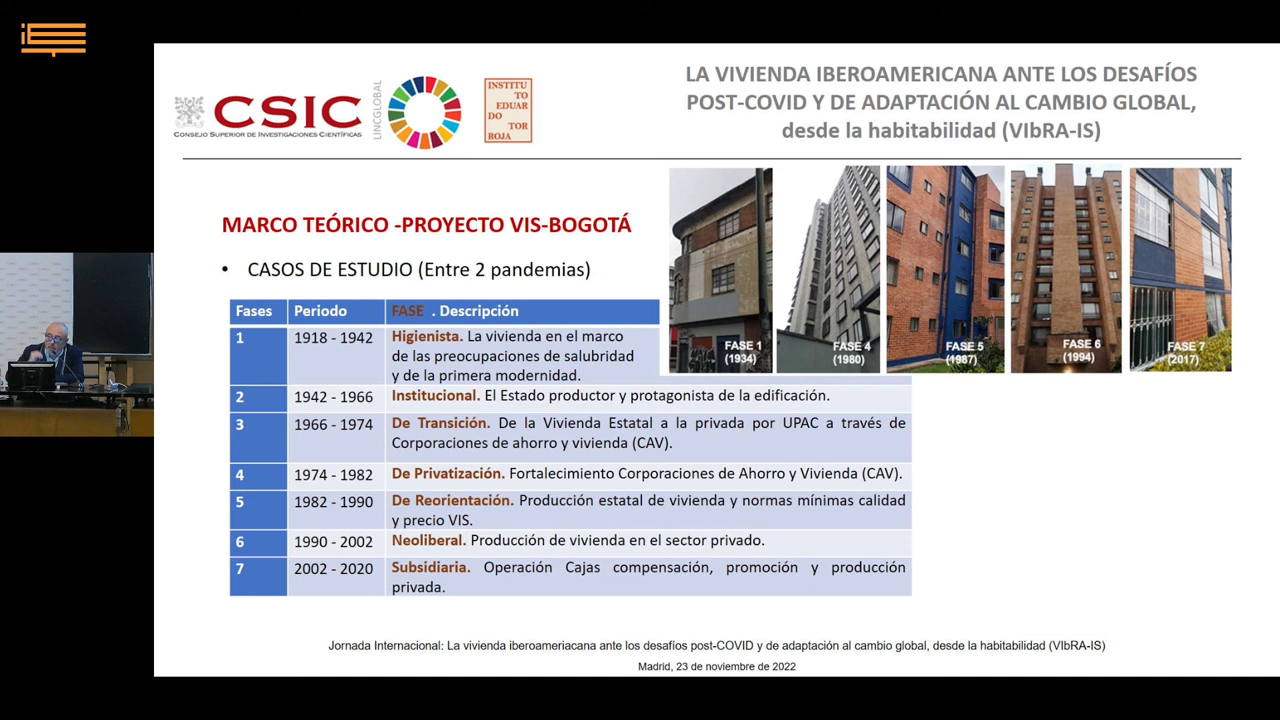 CSIC
CONSEJO SUPERIOR DE INVESTIGACIONES CIENTÍFICAS
LINCGLOBAL
INSTITU
TO
EDUAR
DO TOR
ROJA
LA VIVIENDA IBEROAMERICANA ANTE LOS DESAFÍOS
POST-COVID Y DE ADAPTACIÓN AL CAMBIO GLOBAL,
desde la habitabilidad (VIbRA-IS)
MARCO TEÓRICO -PROYECTO VIS-BOGOTÁ
• CASOS DE ESTUDIO (Entre 2 pandemias)
FASE 1
(1934)
FASE 4
(1980)
FASE 5
(1987)
FASE 6
(1994)
FASE 7
(2017)
Fases Periodo FASE . Descripción
1 1918 - 1942 Higienista. La vivienda en el marco
de las preocupaciones de salubridad
y de la primera modernidad.
2 1942 - 1966 Institucional. El Estado productor y protagonista de la edificación.
3 1966 - 1974 De Transición. De la Vivienda Estatal a la privada por UPAC a través de
Corporaciones de ahorro y vivienda (CAV).
4 1974 - 1982 De Privatización. Fortalecimiento Corporaciones de Ahorro y Vivienda (CAV).
5 1982 - 1990 De Reorientación. Producción estatal de vivienda y normas mínimas calidad
y precio VIS.
6 1990 - 2002 Neoliberal. Producción de vivienda en el sector privado.
7 2002 - 2020 Subsidiaria. Operación Cajas compensación, promoción y producción
privada.
Jornada Internacional: La vivienda iberoameriacana ante los desafíos post-COVID y de adaptación al cambio global, desde la habitabilidad (VIbRA-IS)
Madrid, 23 de noviembre de 2022